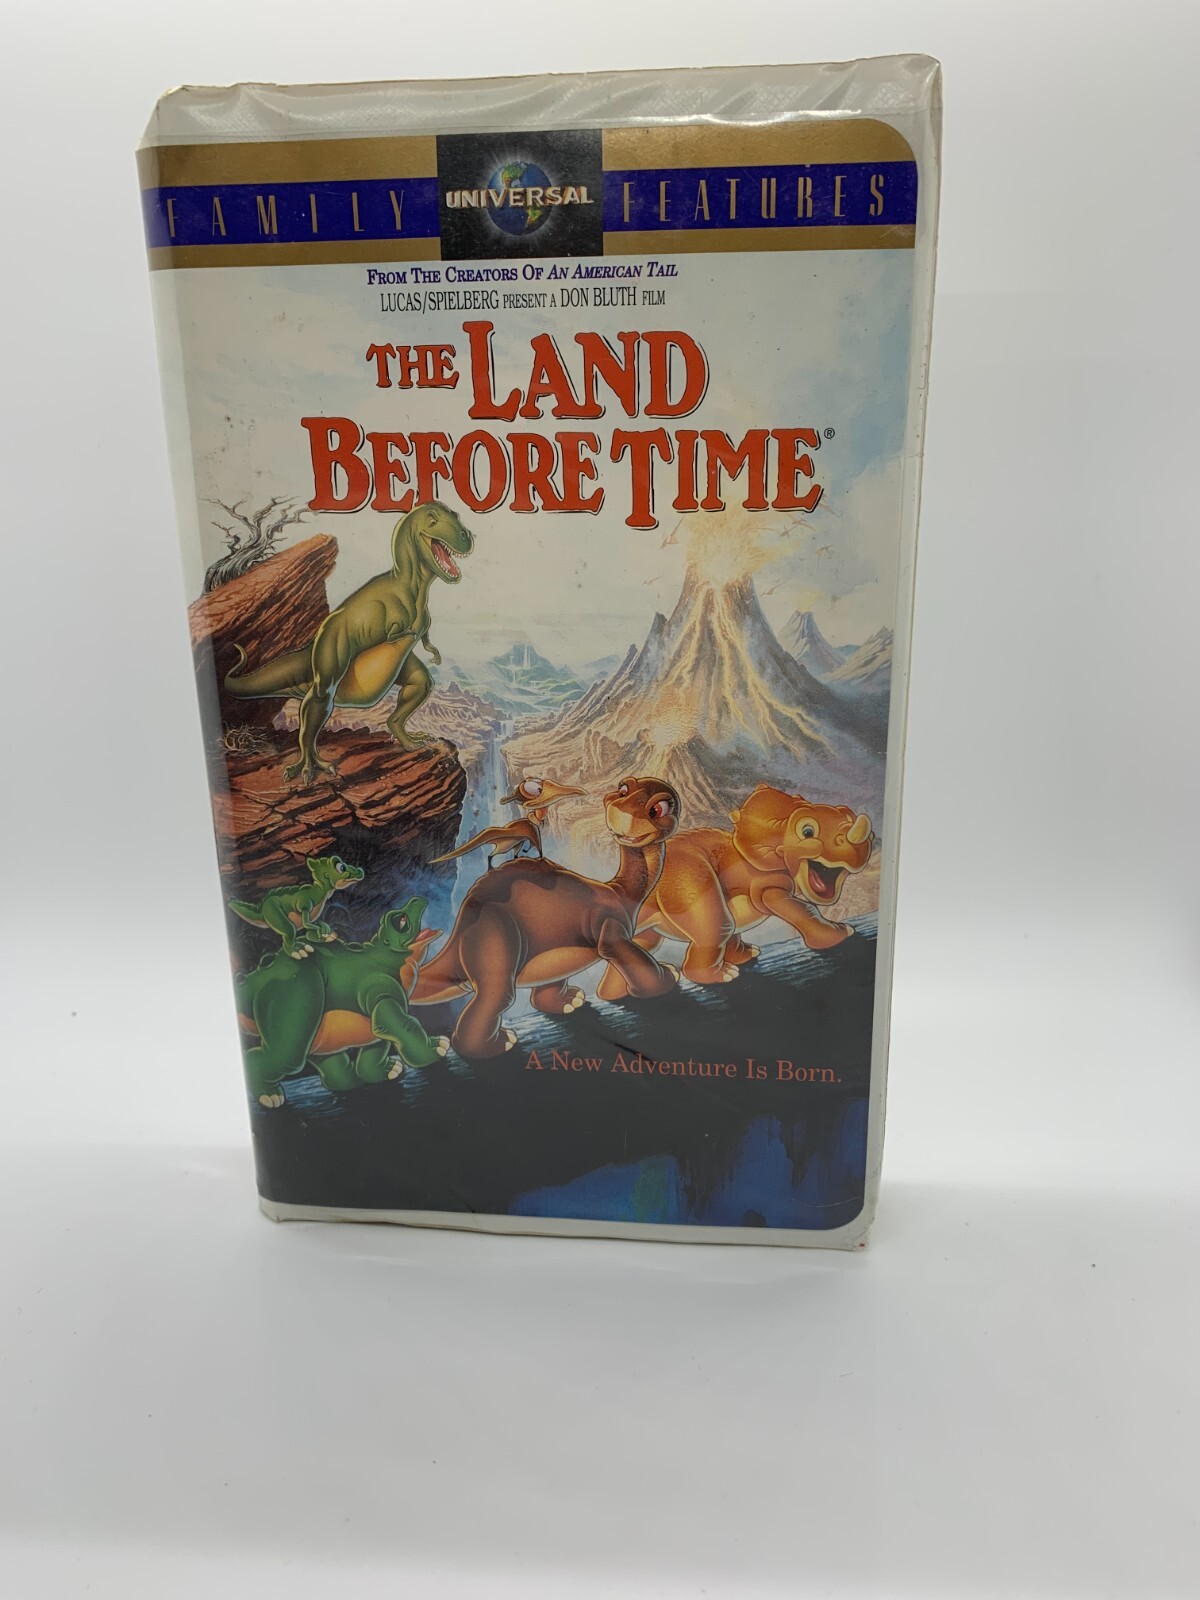 FAMILY UNIVERSAL FEATURES
FROM THE CREATORS OF AN AMERICAN TAIL
LUCAS/SPIELBERG PRESENT A DON BLUTH FILM
THE LAND
BEFORE TIME®
A New Adventure Is Born.